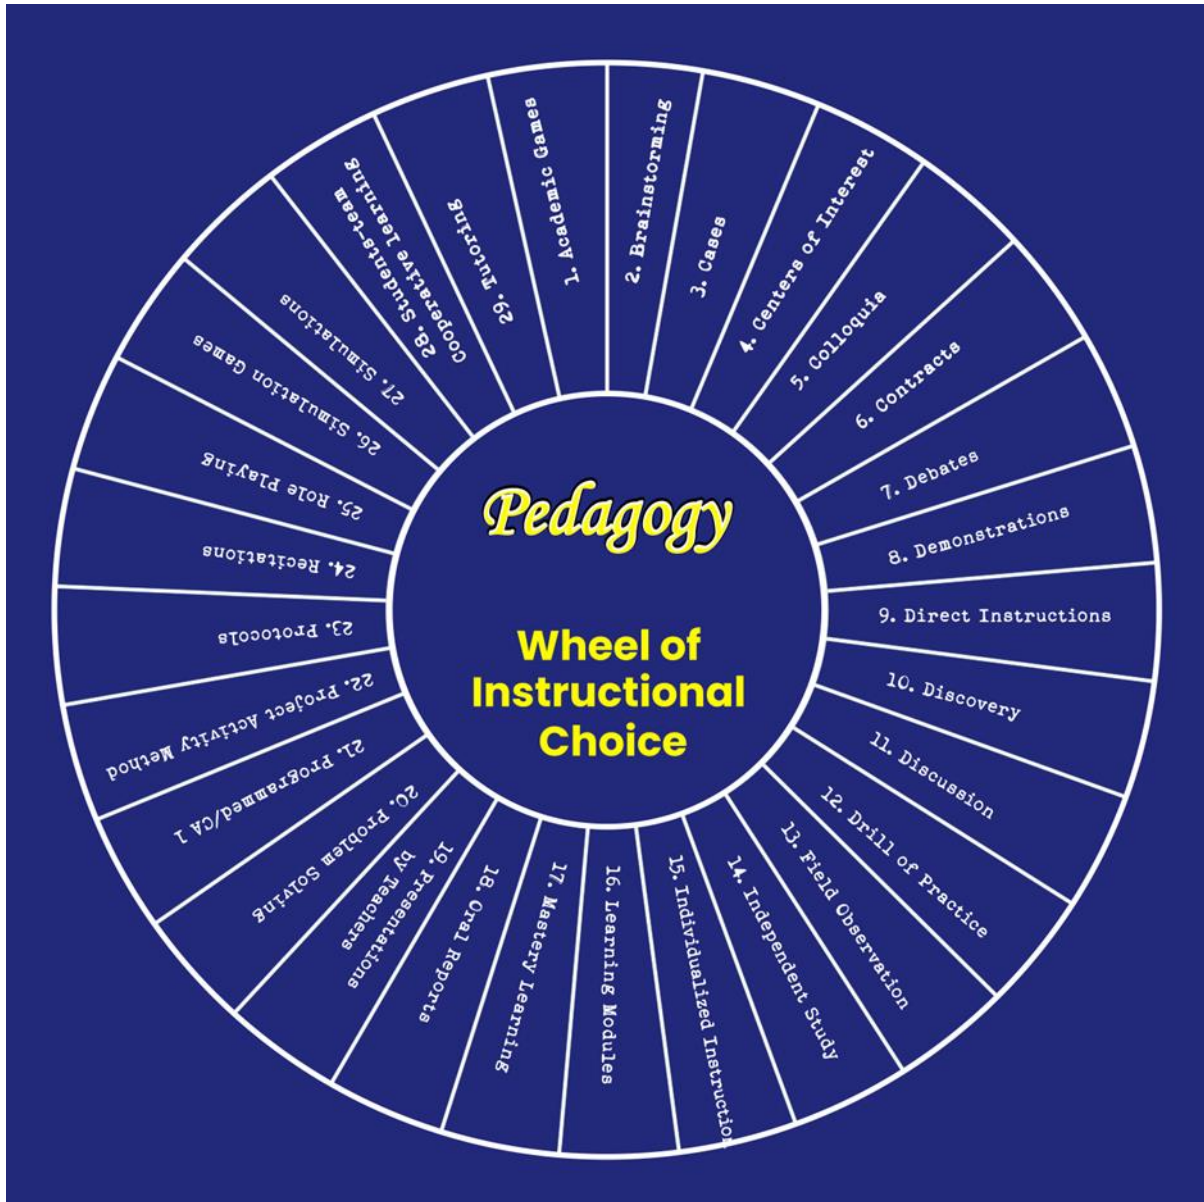 Pedagogy
Wheel of
Instructional
Choice
1. Academic Games
2. Brainstorming
3. Cases
4. Centers of Interest
5. Colloquia
6. Contracts
7. Debates
8. Demonstrations
9. Direct Instructions
10. Discovery
11. Discussion
12. Drill of Practice
13. Field Observation
14. Independent Study
15. Individualized Instruction
16. Learning Modules
17. Mastery Learning
18. Oral Reports
19. Presentations
by Teachers
20. Problem Solving
21. Programmed/CA 1
22. Project Activity Method
23. Protocols
24. Recitations
25. Role Playing
26. Simulation Games
27. Simulations
28. Students-team
Cooperative learning
29. Tutoring